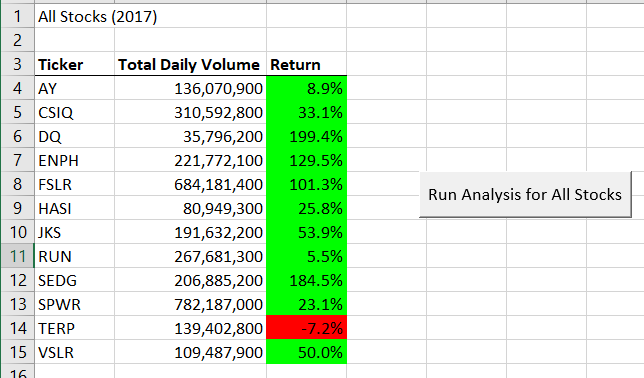 1 All Stocks (2017)
2
3 Ticker Total Daily Volume Return
4 AY 136,070,900 8.9%
5 CSIQ 310,592,800 33.1%
6 DQ 35,796,200 199.4%
7 ENPH 221,772,100 129.5%
8 FSLR 684,181,400 101.3%
Run Analysis for All Stocks
9 HASI 80,949,300 25.8%
10 JKS 191,632,200 53.9%
11 RUN 267,681,300 5.5%
12 SEDG 206,885,200 184.5%
13 SPWR 782,187,000 23.1%
14 TERP 139,402,800 -7.2%
15 VSLR 109,487,900 50.0%
16